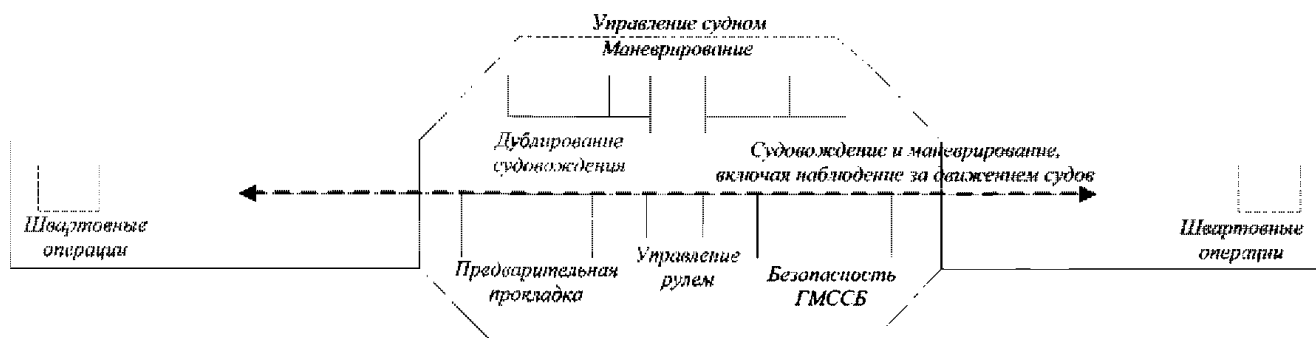 Управление судном
Маневрирование
Дублирование
судовождения
Судовождение и маневрирование,
включая наблюдение за движением судов
Швартовные
операции
Предварительная
прокладка
Управление
рулем
Безопасность
ГМССБ
Швартовные
операции